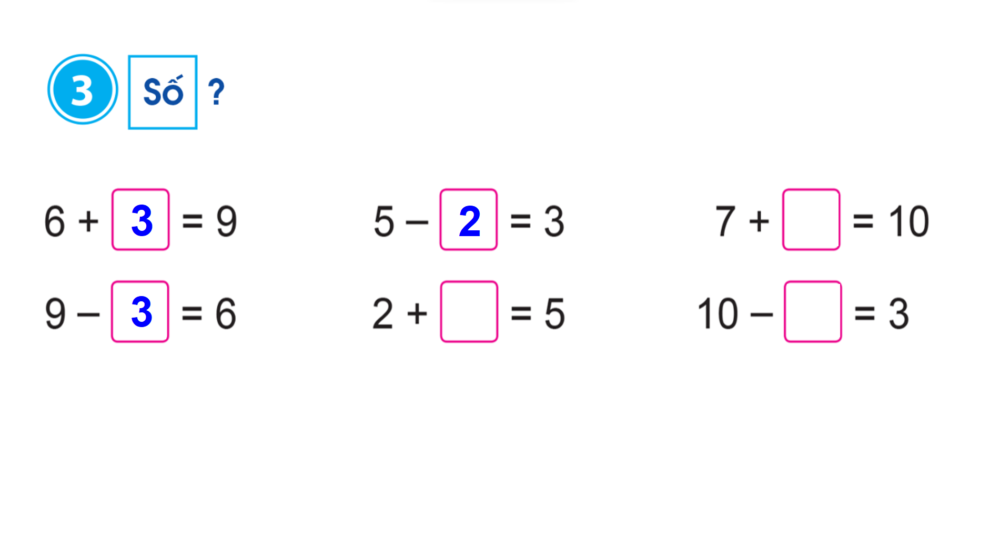 3 Số ?
6 + 3 = 9 5 – 2 = 3 7 + = 10
9 – 3 = 6 2 + = 5 10 – = 3